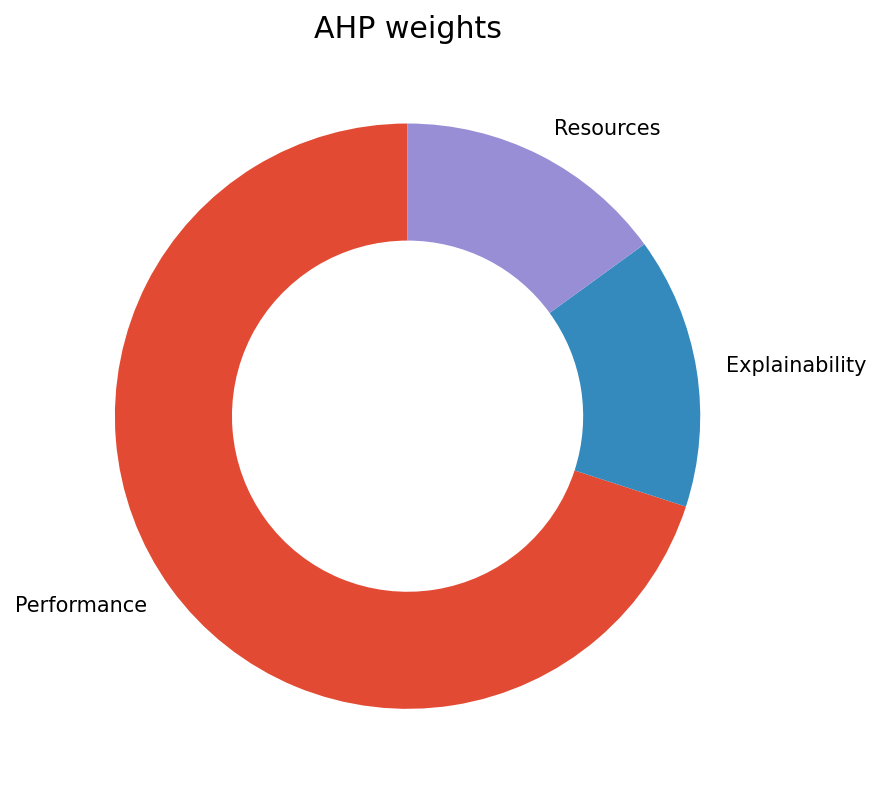 AHP weights
Resources
Explainability
Performance